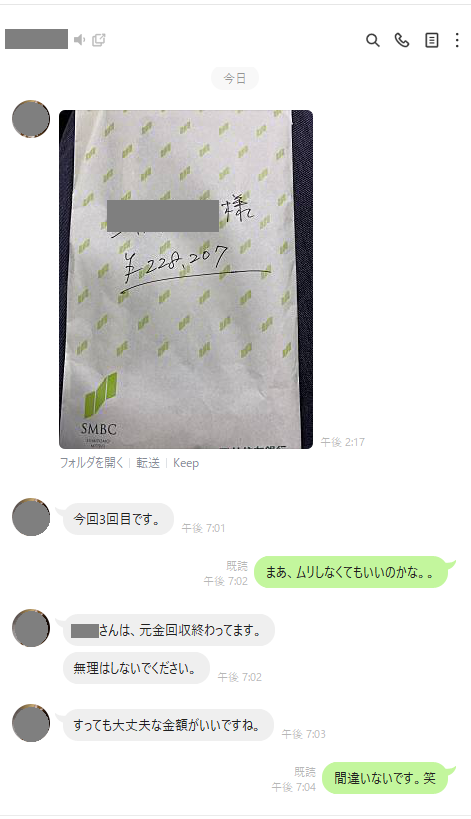 今日
様
¥228,207
SMBC
午後 2:17
フォルダを開く | 転送 | Keep
今回3回目です。
午後 7:01
まあ、ムリしなくてもいいのかな。。
既読
午後 7:02
さんは、元金回収終わってます。
無理はしないでください。
午後 7:02
すっても大丈夫な金額がいいですね。
午後 7:03
間違いないです。笑
既読
午後 7:04